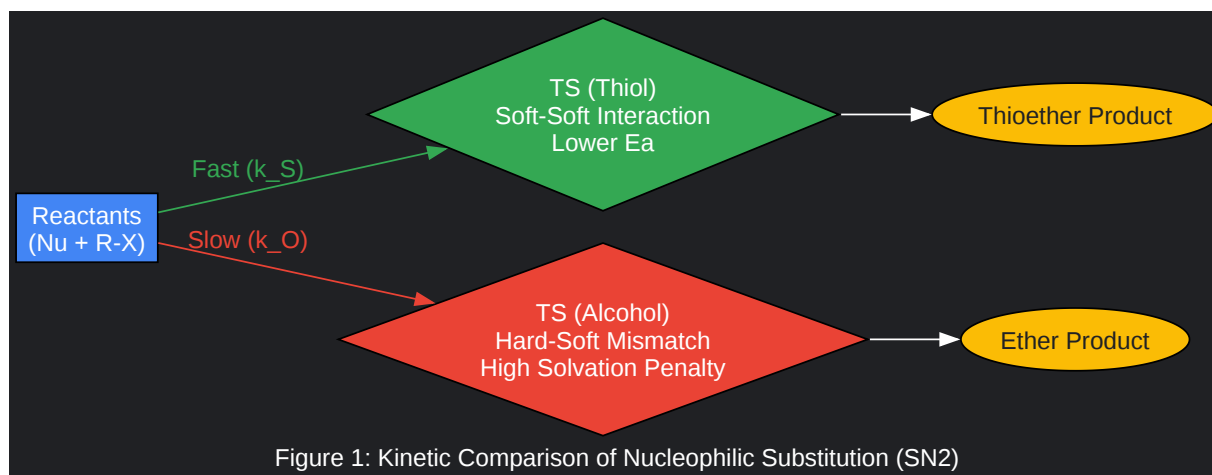 TS (Thiol)
Soft-Soft Interaction
Lower Ea
Thioether Product
Fast (k_S)
Reactants
(Nu + R-X)
Slow (k_O)
TS (Alcohol)
Hard-Soft Mismatch
High Solvation Penalty
Ether Product
Figure 1: Kinetic Comparison of Nucleophilic Substitution (SN2)